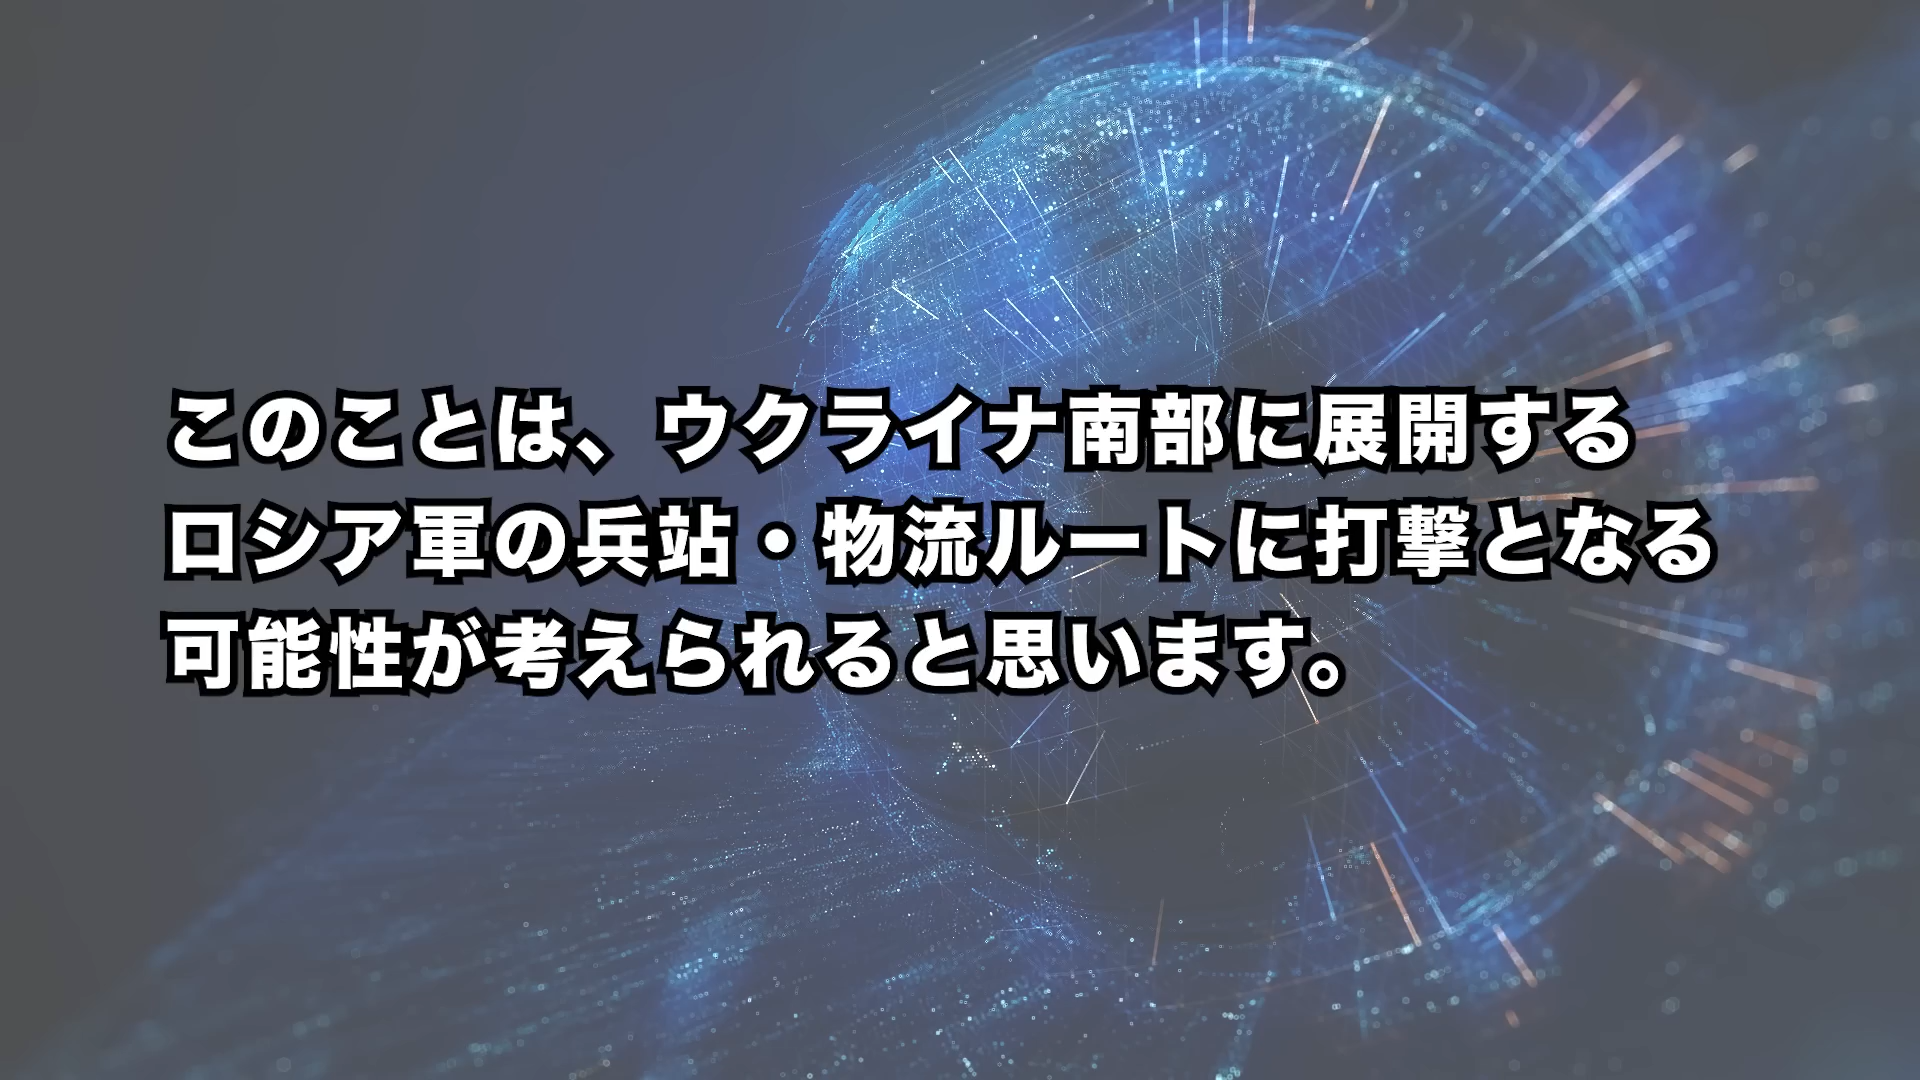 このことは、ウクライナ南部に展開する
ロシア軍の兵站・物流ルートに打撃となる
可能性が考えられると思います。